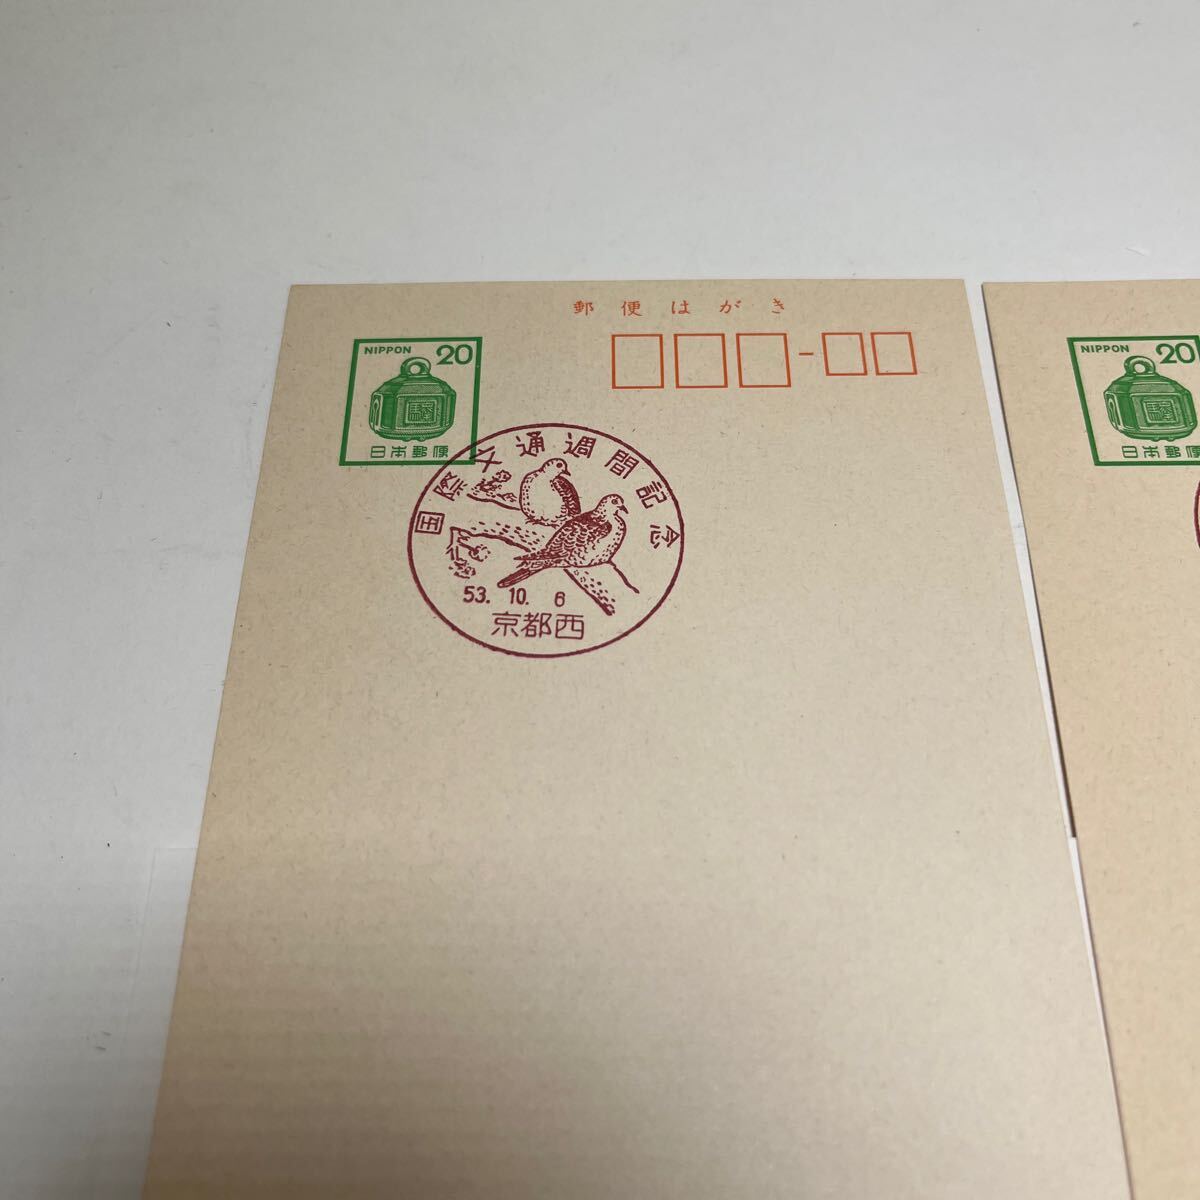 郵便はがき
NIPPON 20
日本郵便
国際文通週間記念
53. 10. 6
京都西
NIPPON 20
日本郵便